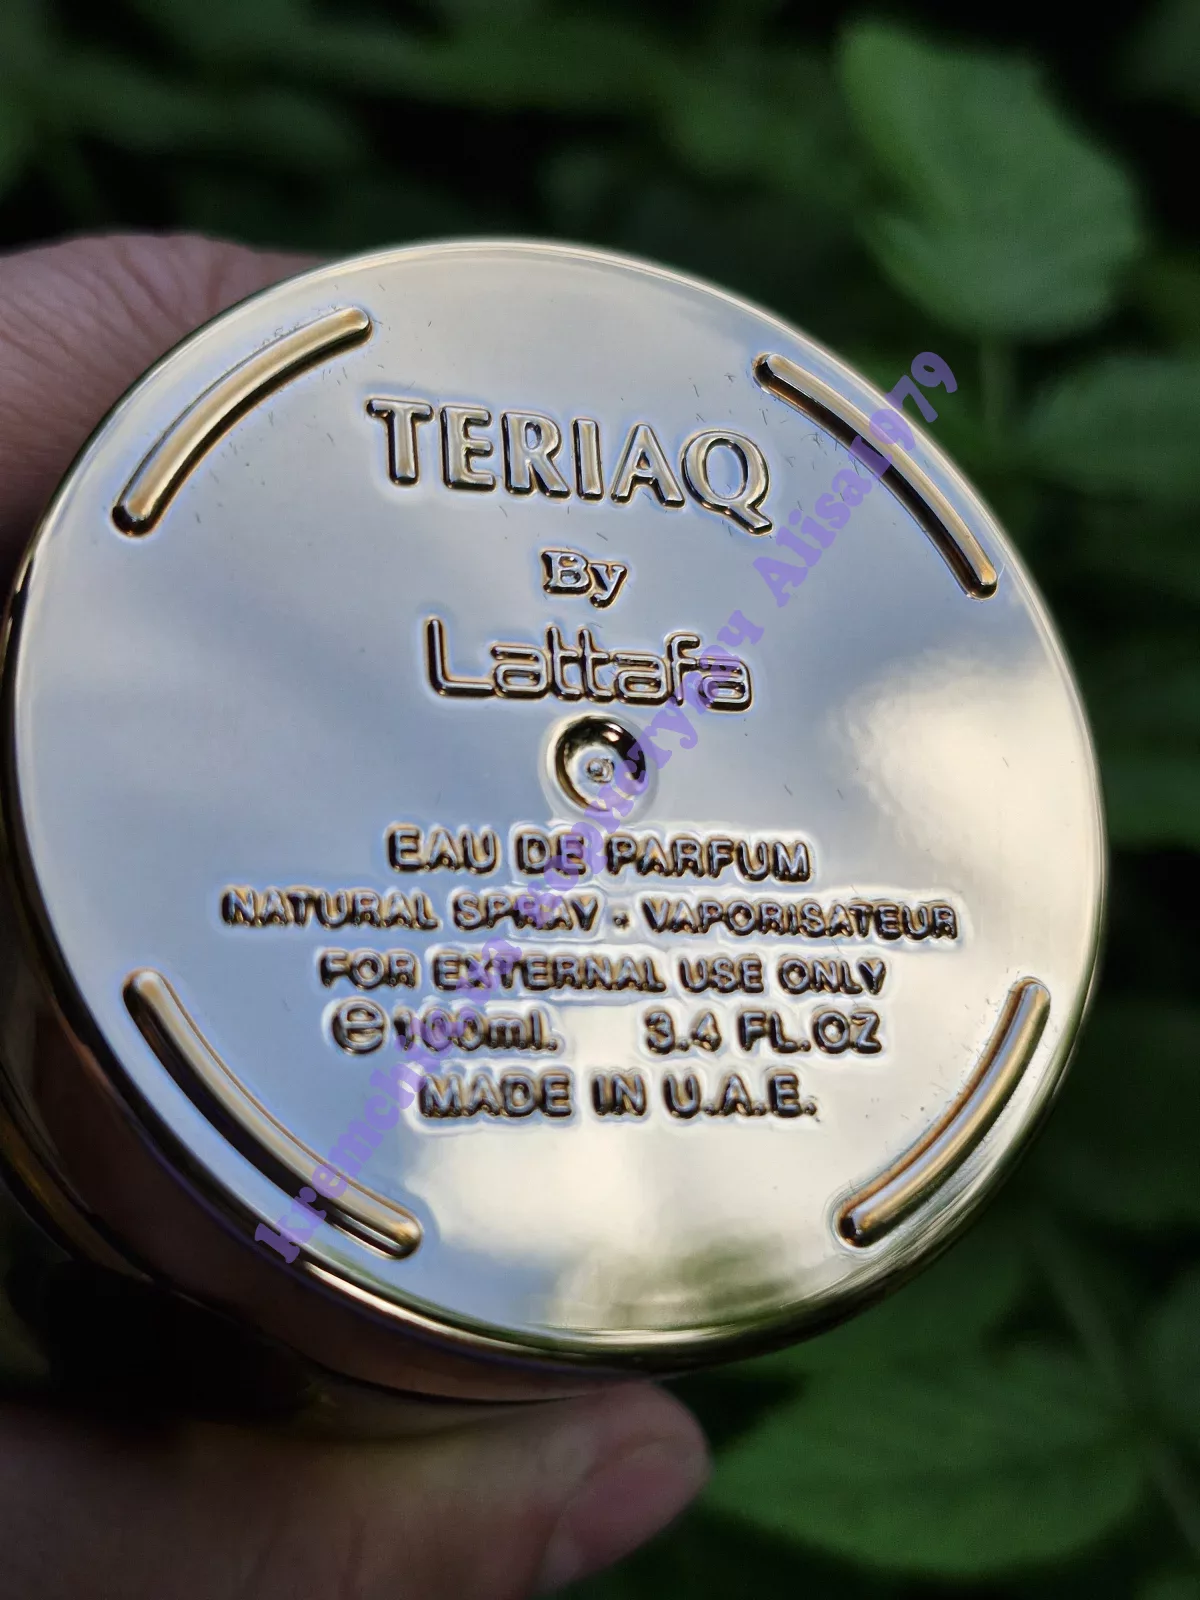 TERIAQ
By
Lattafa
EAU DE PARFUM
NATURAL SPRAY - VAPORISATEUR
FOR EXTERNAL USE ONLY
e 100ml. 3.4 FL.OZ
MADE IN U.A.E.
Alisa1979